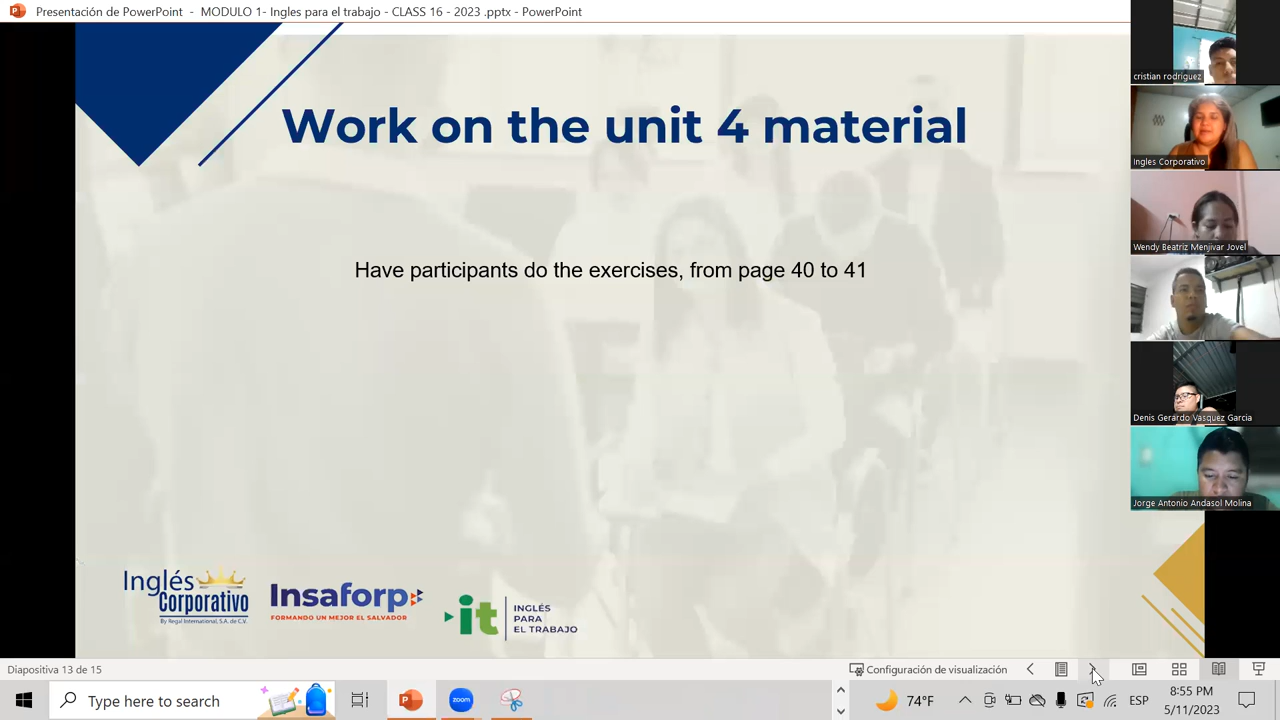 Presentación de PowerPoint - MODULO 1- Ingles para el trabajo - CLASS 16 - 2023 .pptx - PowerPoint
Work on the unit 4 material
Have participants do the exercises, from page 40 to 41
cristian rodriguez
Ingles Corporativo
Wendy Beatriz Menjivar Jovel
Denis Gerardo Vasquez Garcia
Jorge Antonio Andasol Molina
Inglés
Corporativo
By Regal International, S.A. de C.V.
Insaforp
FORMANDO UN MEJOR EL SALVADOR
it
INGLÉS
PARA
EL TRABAJO
Diapositiva 13 de 15
Configuración de visualización
Type here to search
zoom
74°F
ESP
8:55 PM
5/11/2023